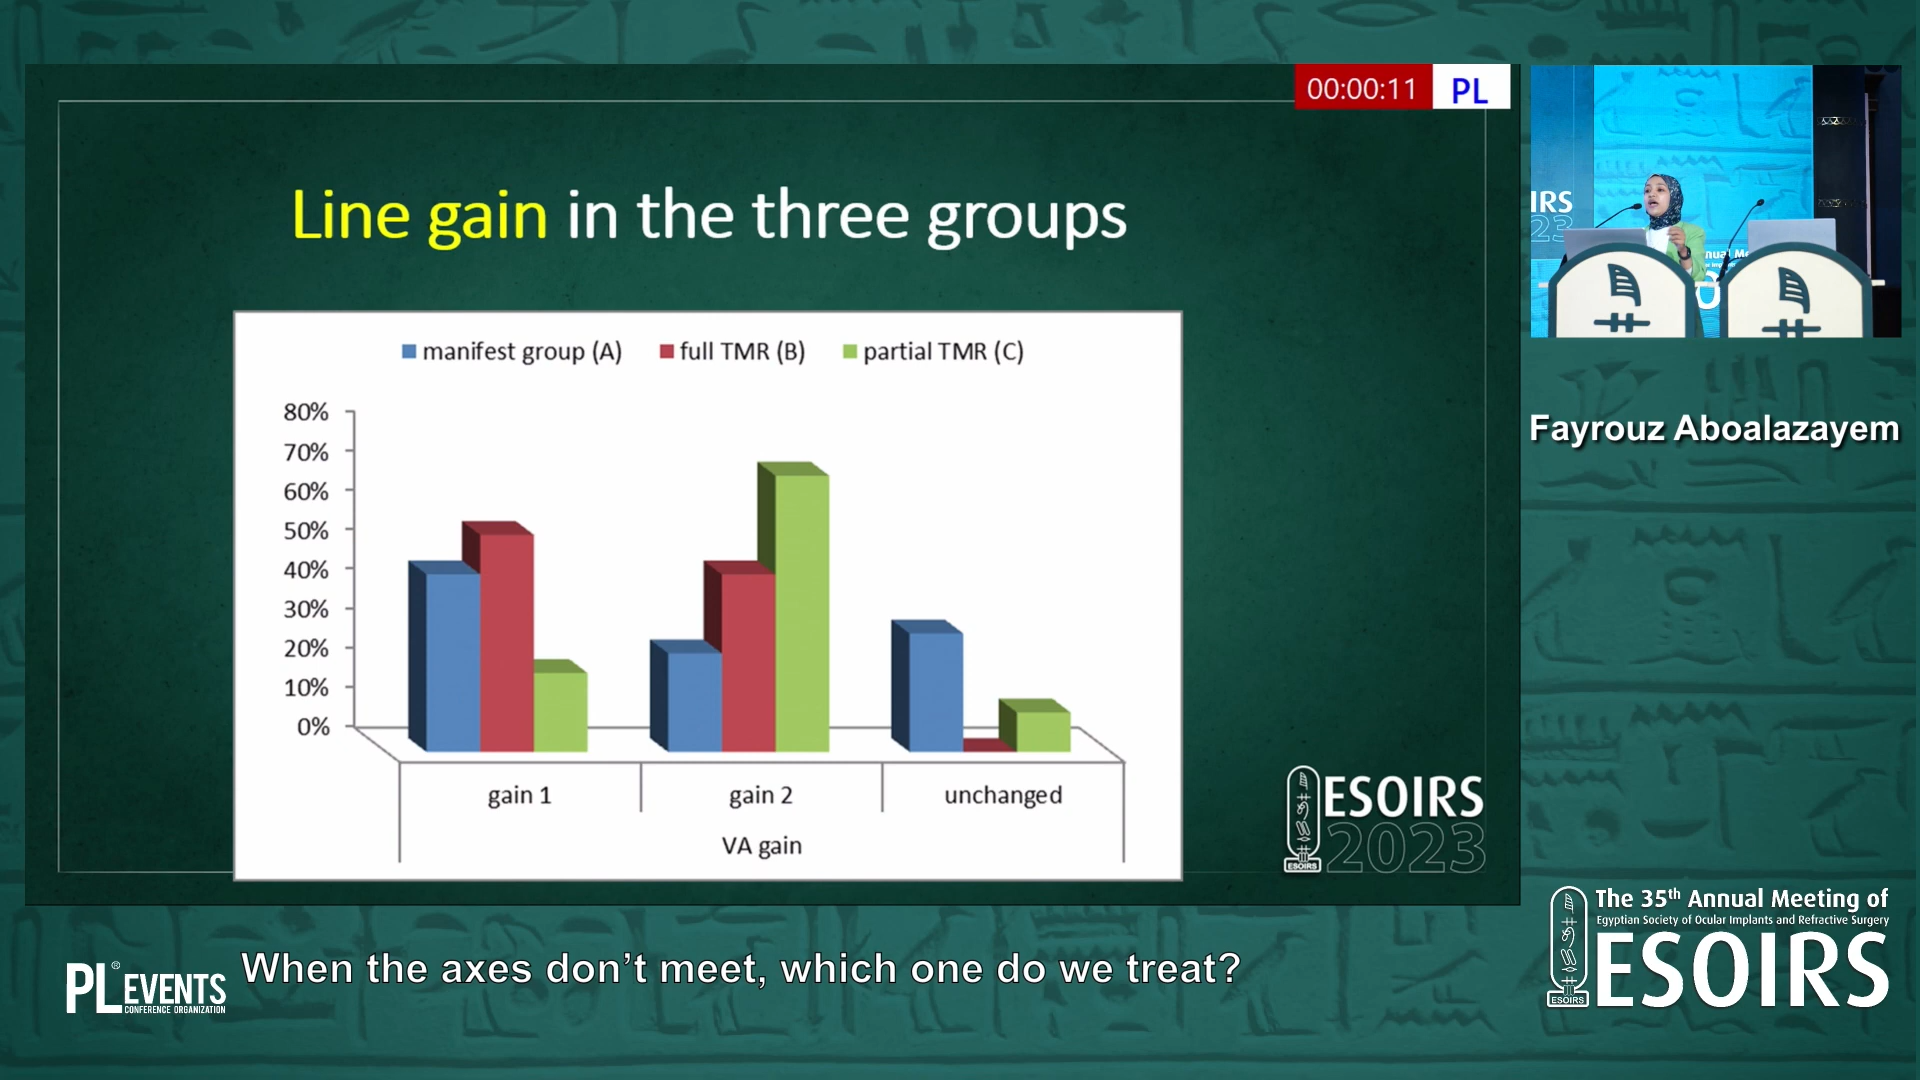 00:00:11 PL
Line gain in the three groups
manifest group (A) full TMR (B) partial TMR (C)
80%
70%
60%
50%
40%
30%
20%
10%
0%
gain 1 gain 2 unchanged
VA gain
ESOIRS
2023
ESOIRS
IRS
23
Fayrouz Aboalazayem
When the axes don't meet, which one do we treat?
PL EVENTS
CONFERENCE ORGANIZATION
The 35th Annual Meeting of
Egyptian Society of Ocular Implants and Refractive Surgery
ESOIRS
ESOIRS